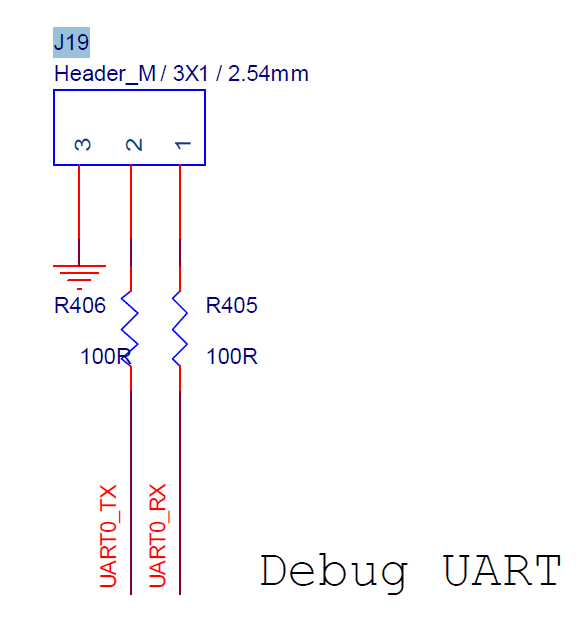 J19
Header_M / 3X1 / 2.54mm
3
2
1
R406
R405
100R
100R
UART0_TX
UART0_RX
Debug UART